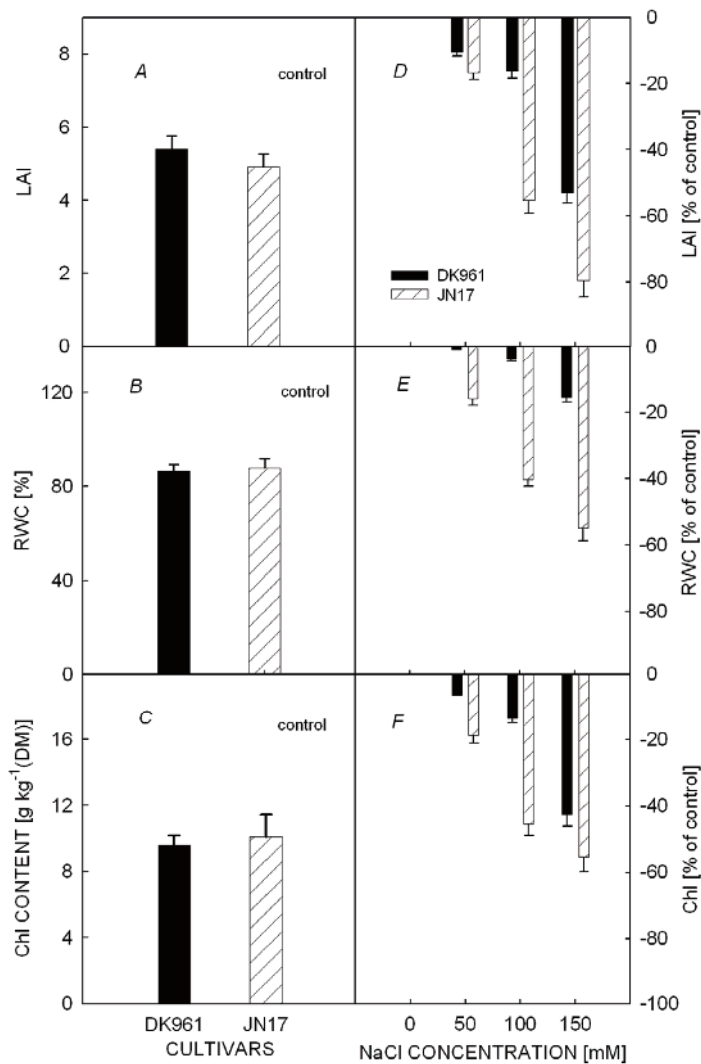 A
control
LAI
8
6
4
2
0
D
0
-20
-40
-60
-80
LAI [% of control]
DK961
JN17
B
control
RWC [%]
120
80
40
0
E
0
-20
-40
-60
-80
RWC [% of control]
C
control
Chl CONTENT [g kg⁻¹(DM)]
16
12
8
4
0
F
0
-20
-40
-60
-80
-100
Chl [% of control]
DK961 JN17
CULTIVARS
0 50 100 150
NaCl CONCENTRATION [mM]